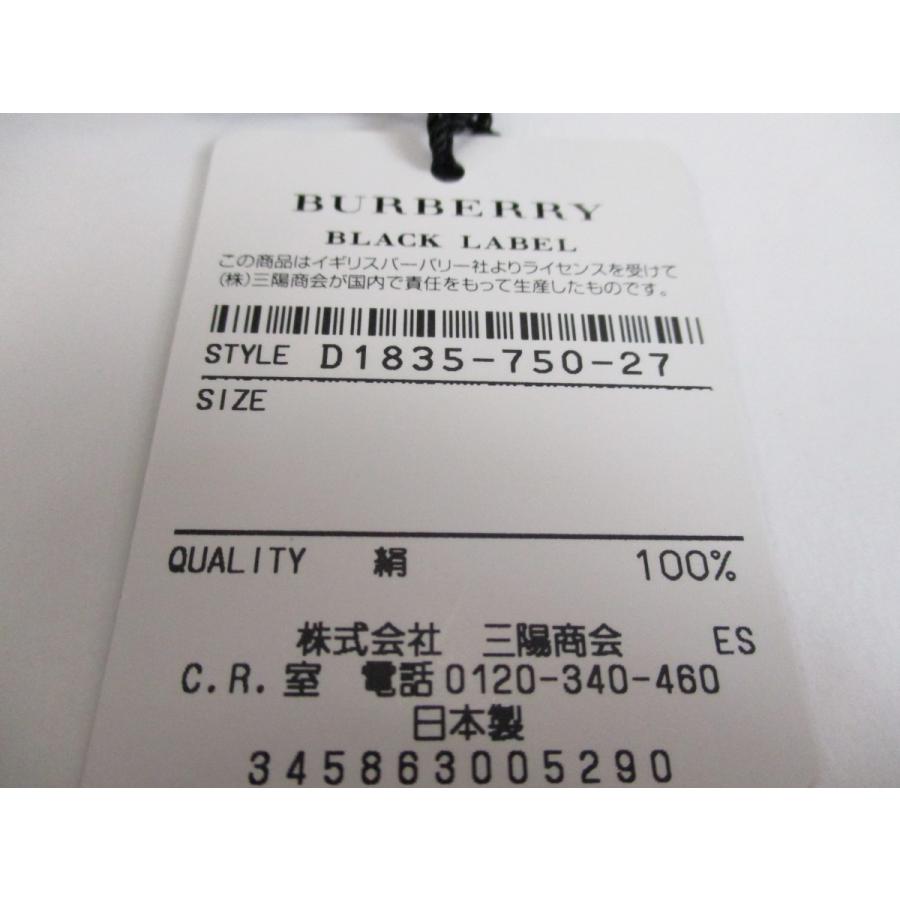 BURBERRY
BLACK LABEL
この商品はイギリスバーバリー社よりライセンスを受けて
(株)三陽商会が国内で責任をもって生産したものです。
STYLE D1835-750-27
SIZE
QUALITY 絹 100%
株式会社 三陽商会 ES
C.R.室 電話0120-340-460
日本製
3458630005290